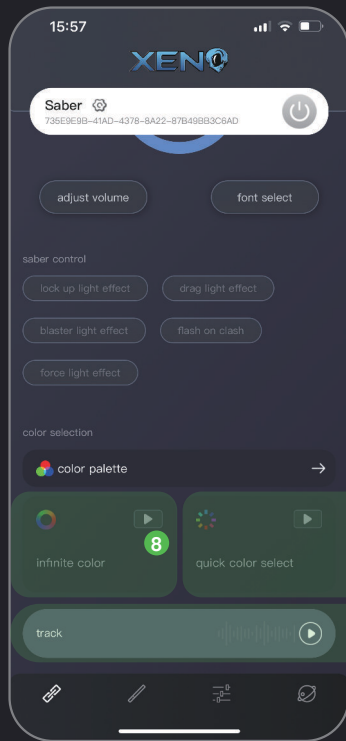 15:57
XENO
Saber
735E9E9B-41AD-4378-8A22-87B49BB3C6AD
adjust volume
font select
saber control
lock up light effect
drag light effect
blaster light effect
flash on clash
force light effect
color selection
color palette
8
infinite color
quick color select
track